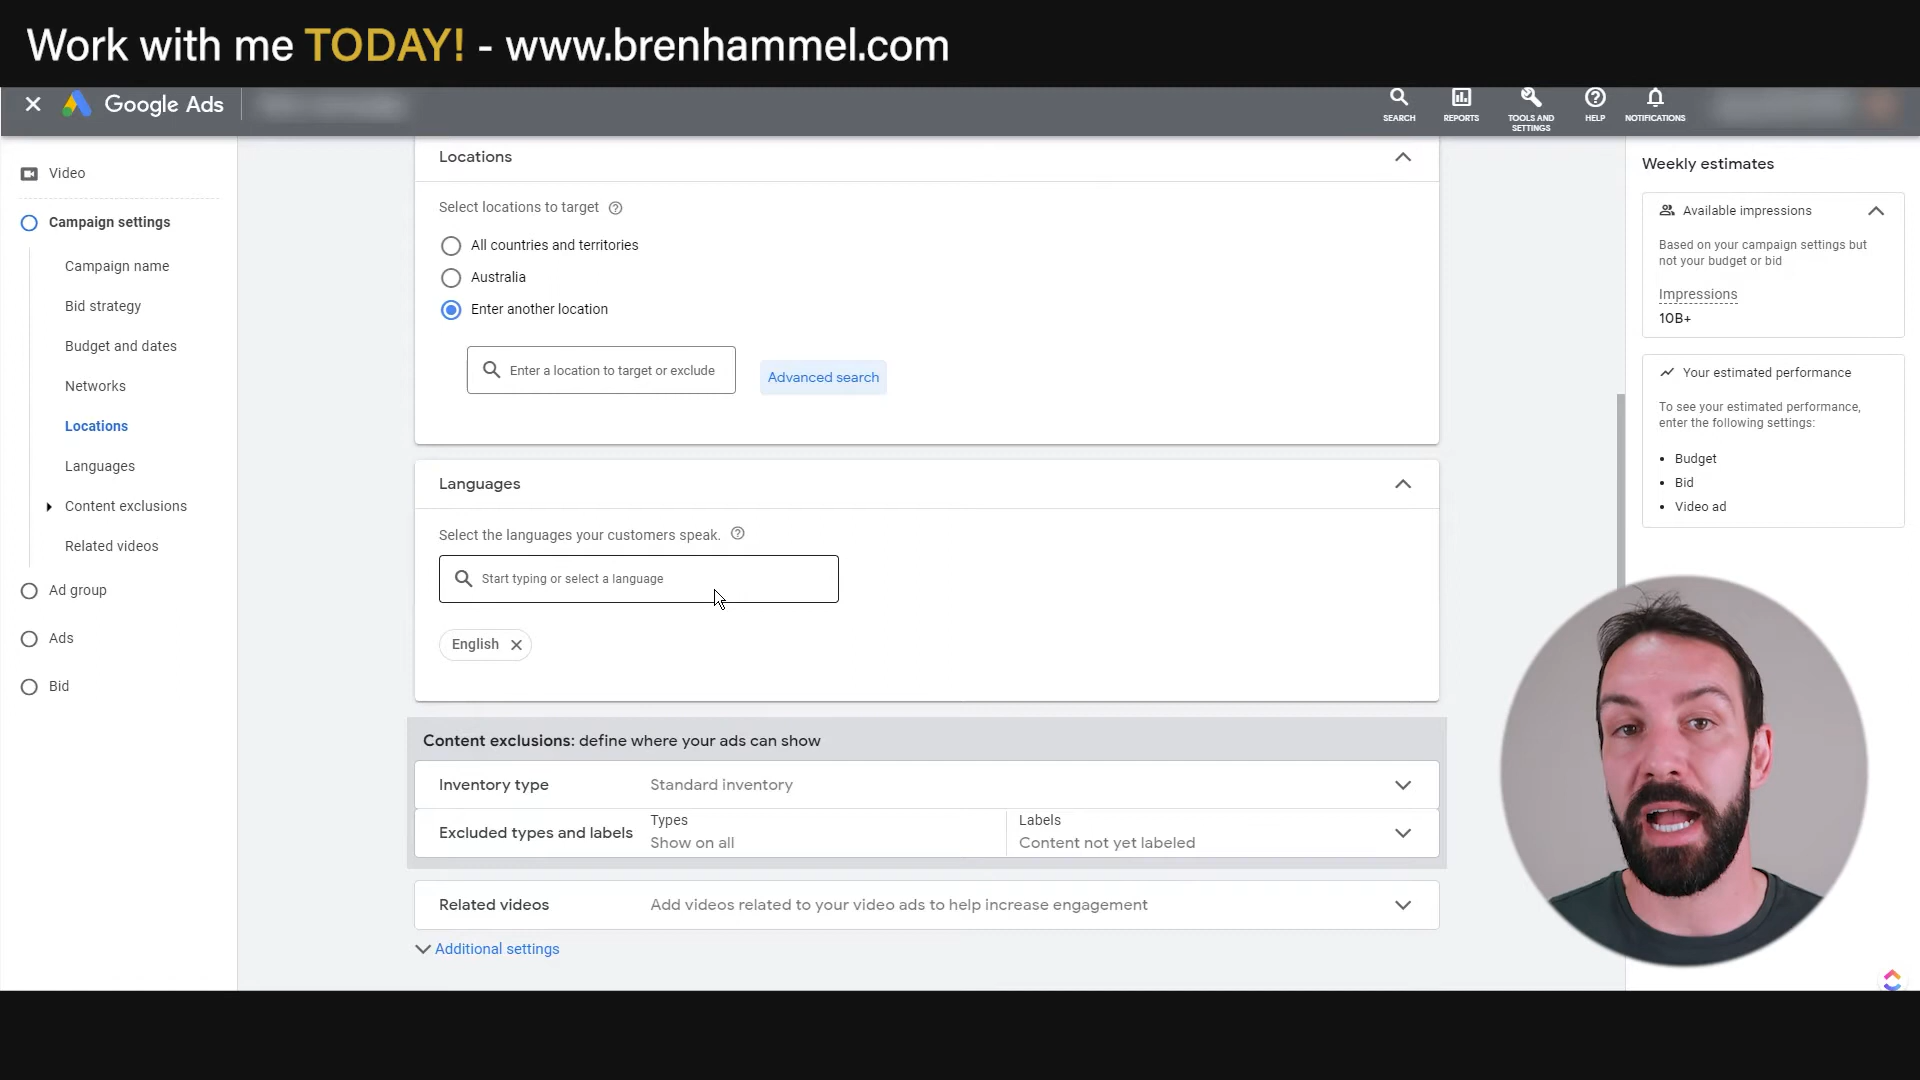 Work with me TODAY! - www.brenhammel.com
Google Ads
SEARCH
REPORTS
TOOLS AND
SETTINGS
HELP
NOTIFICATIONS
Video
Campaign settings
Campaign name
Bid strategy
Budget and dates
Networks
Locations
Languages
Content exclusions
Related videos
Ad group
Ads
Bid
Locations
Select locations to target
All countries and territories
Australia
Enter another location
Enter a location to target or exclude
Advanced search
Languages
Select the languages your customers speak.
Start typing or select a language
English
Content exclusions: define where your ads can show
Inventory type
Standard inventory
Excluded types and labels
Types
Show on all
Labels
Content not yet labeled
Related videos
Add videos related to your video ads to help increase engagement
Additional settings
Weekly estimates
Available impressions
Based on your campaign settings but
not your budget or bid
Impressions
10B+
Your estimated performance
To see your estimated performance,
enter the following settings:
• Budget
• Bid
• Video ad